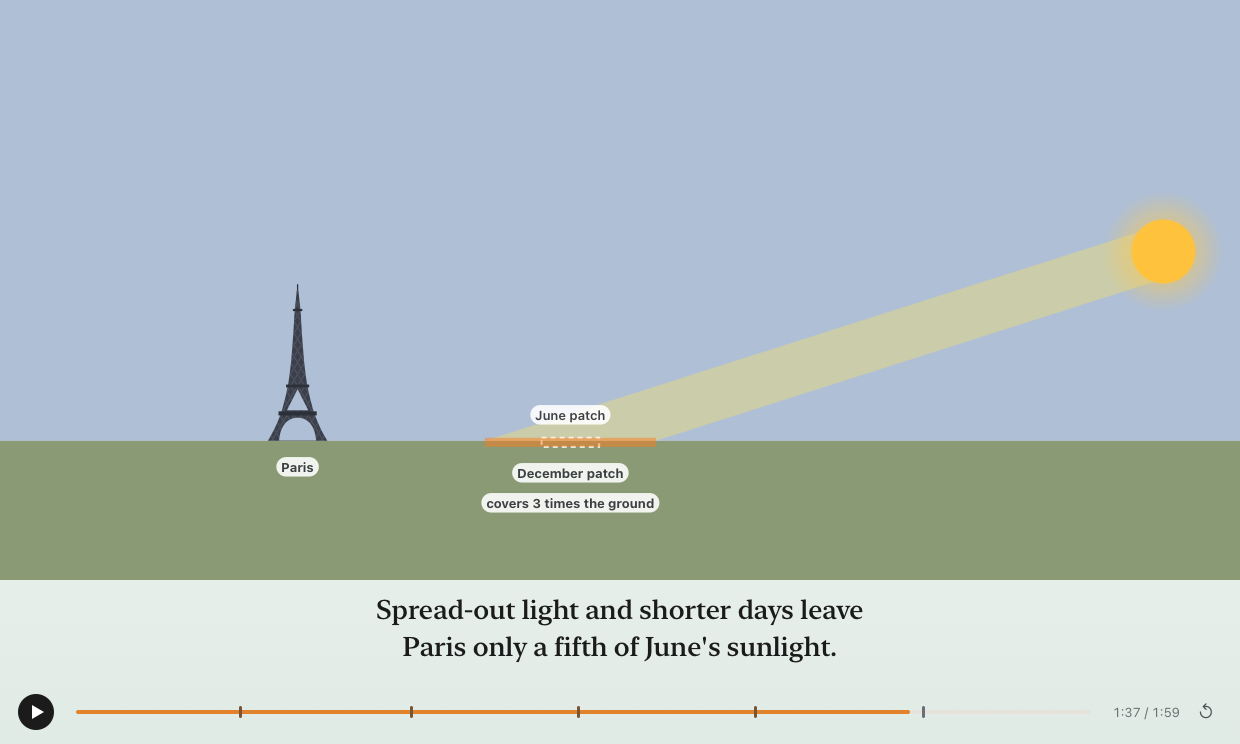 June patch
Paris
December patch
covers 3 times the ground
Spread-out light and shorter days leave
Paris only a fifth of June's sunlight.
1:37 / 1:59